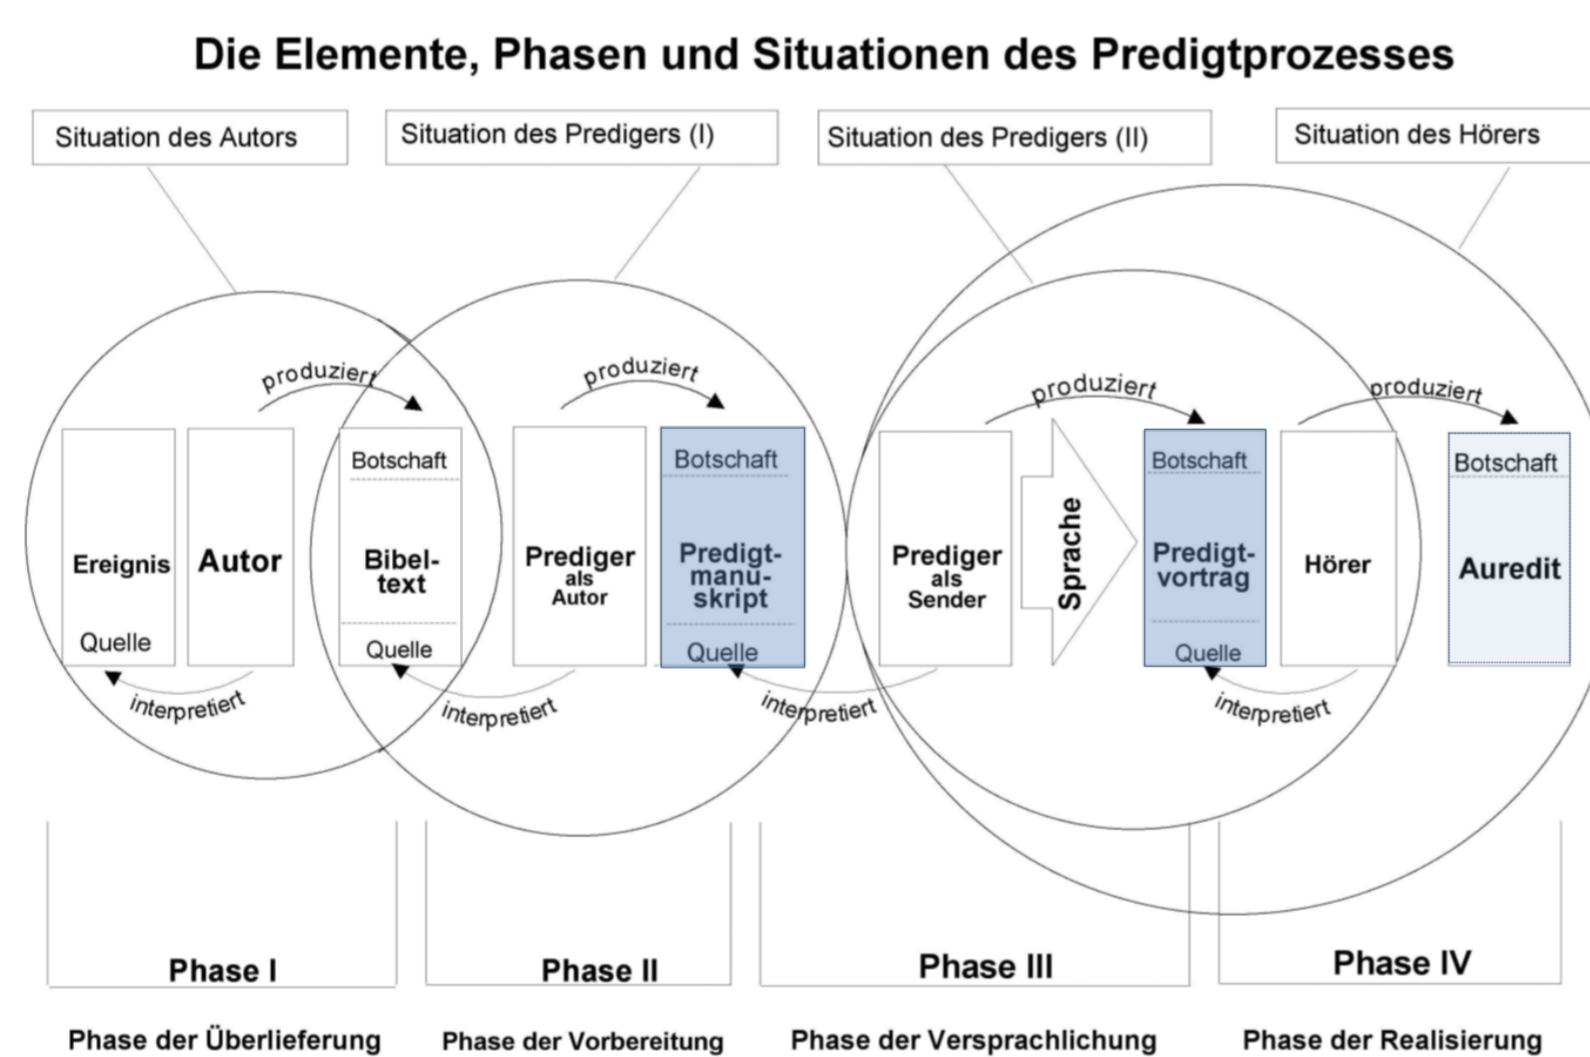 Die Elemente, Phasen und Situationen des Predigtprozesses
Situation des Autors
Situation des Predigers (I)
Situation des Predigers (II)
Situation des Hörers
produziert
produziert
produziert
produziert
Ereignis
Quelle
Autor
Botschaft
Bibel-
text
Quelle
Prediger
als
Autor
Botschaft
Predigt-
manu-
skript
Quelle
Prediger
als
Sender
Sprache
Botschaft
Predigt-
vortrag
Quelle
Hörer
Botschaft
Auredit
interpretiert
interpretiert
interpretiert
interpretiert
Phase I
Phase II
Phase III
Phase IV
Phase der Überlieferung
Phase der Vorbereitung
Phase der Versprachlichung
Phase der Realisierung